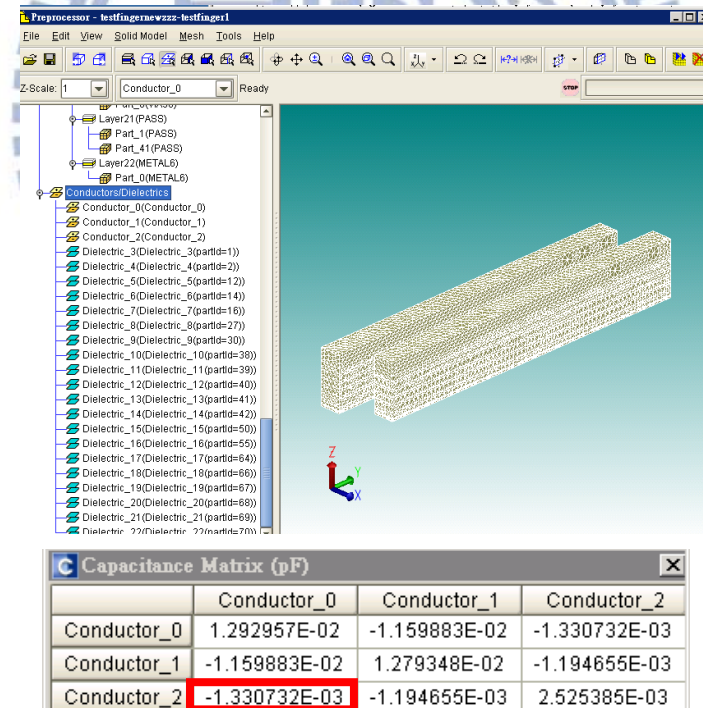 Preprocessor - testfingernewzzz-testfinger1
File Edit View Solid Model Mesh Tools Help
Z-Scale: 1 Conductor_0 Ready STOP
Layer21(PASS)
Part_1(PASS)
Part_41(PASS)
Layer22(METAL6)
Part_0(METAL6)
Conductors/Dielectrics
Conductor_0(Conductor_0)
Conductor_1(Conductor_1)
Conductor_2(Conductor_2)
Dielectric_3(Dielectric_3(partId=1))
Dielectric_4(Dielectric_4(partId=2))
Dielectric_5(Dielectric_5(partId=12))
Dielectric_6(Dielectric_6(partId=14))
Dielectric_7(Dielectric_7(partId=16))
Dielectric_8(Dielectric_8(partId=27))
Dielectric_9(Dielectric_9(partId=30))
Dielectric_10(Dielectric_10(partId=38))
Dielectric_11(Dielectric_11(partId=39))
Dielectric_12(Dielectric_12(partId=40))
Dielectric_13(Dielectric_13(partId=41))
Dielectric_14(Dielectric_14(partId=42))
Dielectric_15(Dielectric_15(partId=50))
Dielectric_16(Dielectric_16(partId=55))
Dielectric_17(Dielectric_17(partId=64))
Dielectric_18(Dielectric_18(partId=66))
Dielectric_19(Dielectric_19(partId=67))
Dielectric_20(Dielectric_20(partId=68))
Dielectric_21(Dielectric_21(partId=69))
Dielectric_22(Dielectric_22(partId=70))
Z
Y
X
Capacitance Matrix (pF)
Conductor_0 Conductor_1 Conductor_2
Conductor_0 1.292957E-02 -1.159883E-02 -1.330732E-03
Conductor_1 -1.159883E-02 1.279348E-02 -1.194655E-03
Conductor_2 -1.330732E-03 -1.194655E-03 2.525385E-03